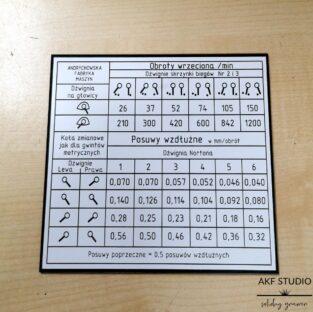 ANDRYCHOWSKA
FABRYKA
MASZYN
Obroty wrzeciona /min
Dźwignie skrzynki biegów Nr 2 i 3
Dźwignia
na głowicy
26 37 52 74 105 150
210 300 420 600 842 1200
Koła zmianowe
jak dla gwintów
metrycznych
Posuwy wzdłużne w mm/obrót
Dźwignia Nortona
Dźwignie
Lewa Prawa
1 2 3 4 5 6
0,070 0,070 0,057 0,052 0,046 0,040
0,140 0,126 0,114 0,104 0,092 0,080
0,28 0,25 0,23 0,21 0,18 0,16
0,56 0,50 0,46 0,42 0,36 0,32
Posuwy poprzeczne = 0,5 posuwów wzdłużnych
AKF STUDIO
solidny grawer